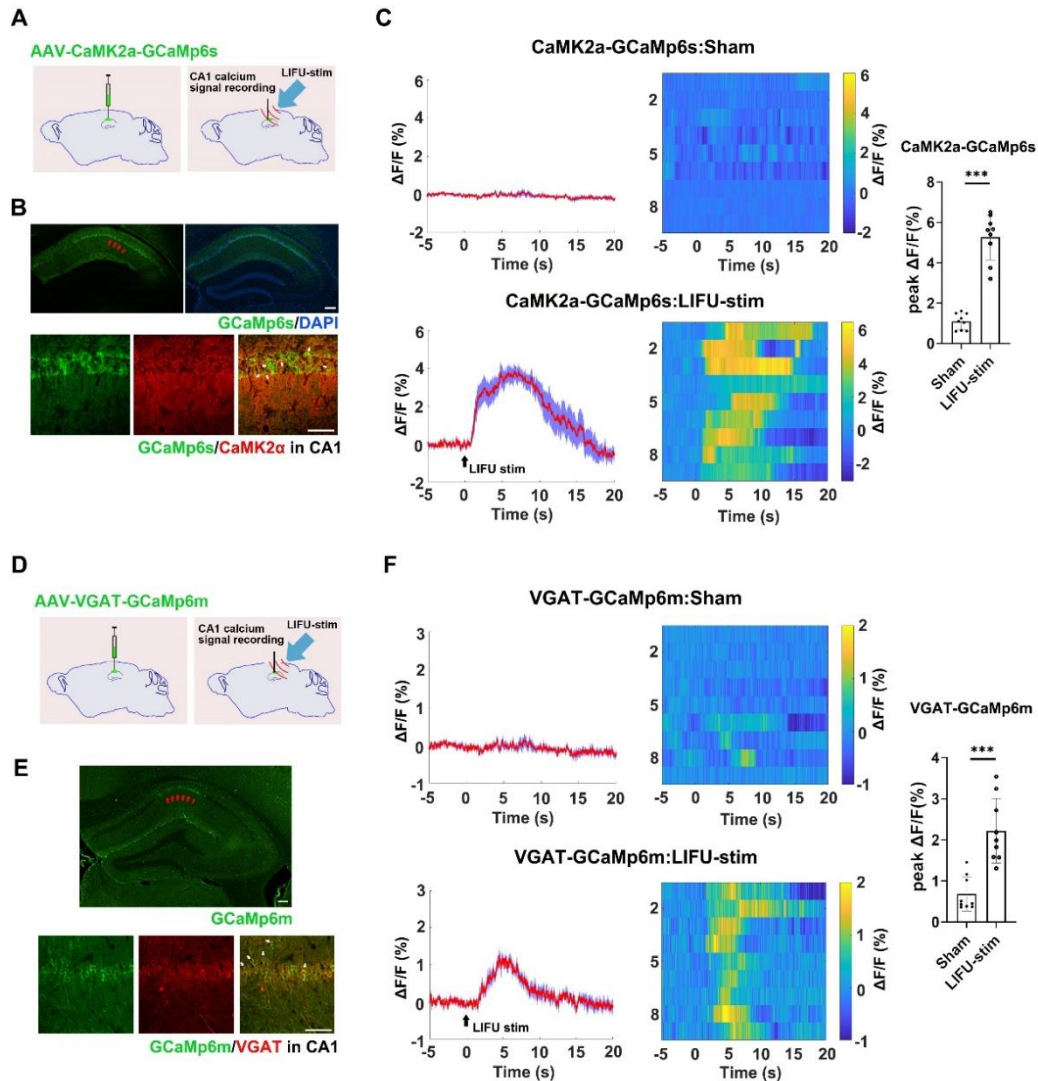 A
AAV-CaMK2a-GCaMp6s
CA1 calcium
signal recording
LIFU-stim
B
GCaMp6s/DAPI
GCaMp6s/CaMK2α in CA1
C
CaMK2a-GCaMp6s:Sham
6
4
2
0
-2
ΔF/F (%)
-5 0 5 10 15 20
Time (s)
2
5
8
-5 0 5 10 15 20
Time (s)
6
4
2
0
-2
ΔF/F (%)
CaMK2a-GCaMp6s:LIFU-stim
6
4
2
0
-2
ΔF/F (%)
LIFU stim
-5 0 5 10 15 20
Time (s)
2
5
8
-5 0 5 10 15 20
Time (s)
6
4
2
0
-2
ΔF/F (%)
CaMK2a-GCaMp6s
***
8
6
4
2
0
peak ΔF/F(%)
Sham
LIFU-stim
D
AAV-VGAT-GCaMp6m
CA1 calcium
signal recording
LIFU-stim
E
GCaMp6m
GCaMp6m/VGAT in CA1
F
VGAT-GCaMp6m:Sham
3
2
1
0
-1
ΔF/F (%)
-5 0 5 10 15 20
Time (s)
2
5
8
-5 0 5 10 15 20
Time (s)
2
1
0
-1
ΔF/F (%)
VGAT-GCaMp6m:LIFU-stim
3
2
1
0
-1
ΔF/F (%)
LIFU stim
-5 0 5 10 15 20
Time (s)
2
5
8
-5 0 5 10 15 20
Time (s)
2
1
0
-1
ΔF/F (%)
VGAT-GCaMp6m
***
4
3
2
1
0
peak ΔF/F(%)
Sham
LIFU-stim